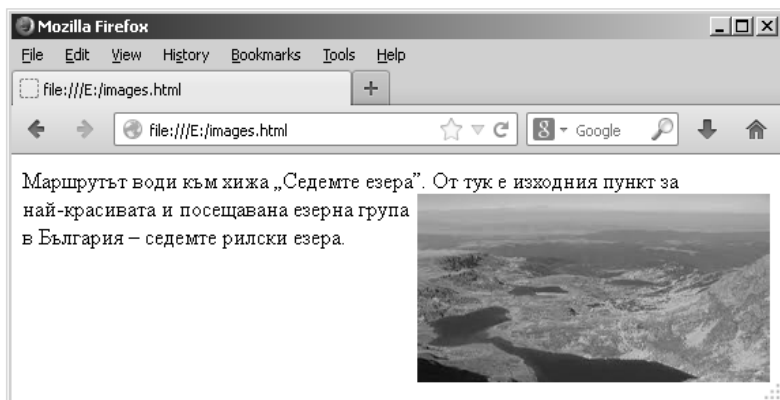 Mozilla Firefox
File Edit View History Bookmarks Tools Help
file:///E:/images.html +
file:///E:/images.html 8 Google
Маршрутът води към хижа „Седемте езера”. От тук е изходния пункт за
най-красивата и посещавана езерна група
в България – седемте рилски езера.